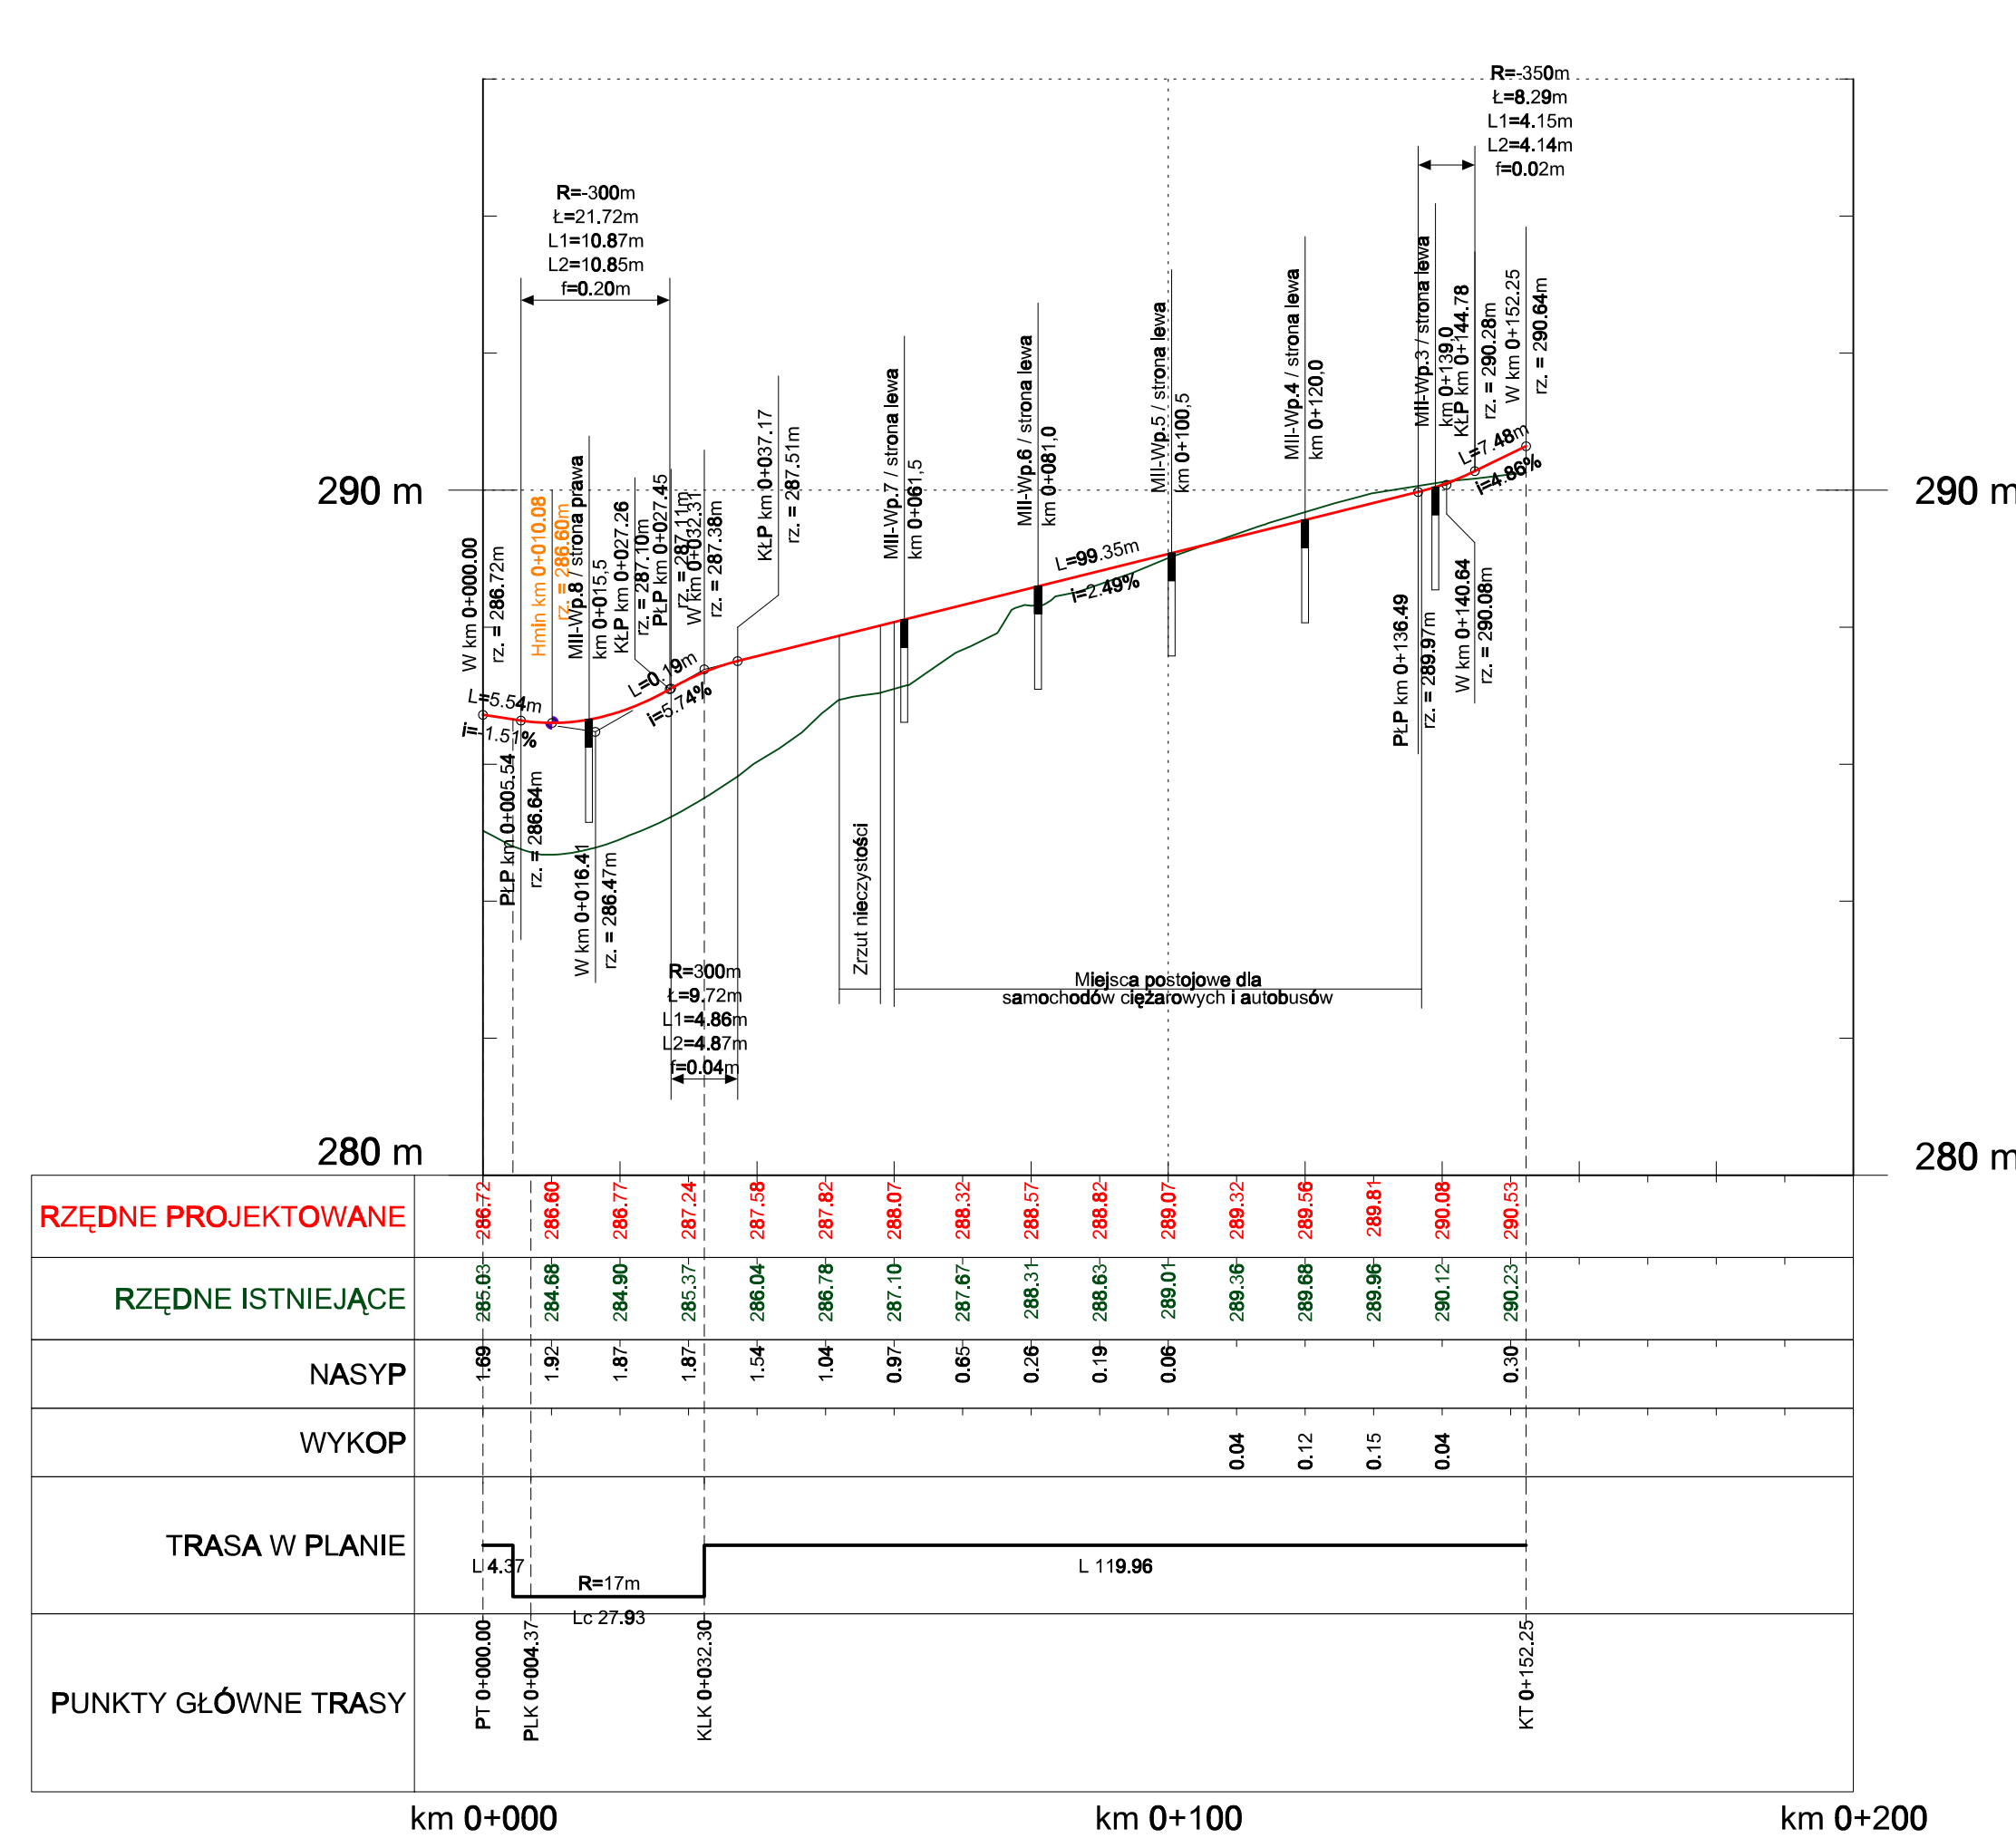 R=-350m
Ł=8.29m
L1=4.15m
L2=4.14m
f=0.02m
R=-300m
Ł=21.72m
L1=10.87m
L2=10.85m
f=0.20m
290 m
290 m
W km 0+000.00
rz. = 286.72m
Hmin km 0+010.08
rz. = 286.60m
MII-Wp.8 / strona prawa
km 0+015,5
KŁP km 0+027.26
rz. = 287.10m
PŁP km 0+027.45
rz. = 287.11m
W km 0+032.31
rz. = 287.38m
KŁP km 0+037.17
rz. = 287.51m
MII-Wp.7 / strona lewa
km 0+061,5
MII-Wp.6 / strona lewa
km 0+081,0
MII-Wp.5 / strona lewa
km 0+100,5
MII-Wp.4 / strona lewa
km 0+120,0
MII-Wp.3 / strona lewa
km 0+139,0
KŁP km 0+144.78
rz. = 290.28m
W km 0+152.25
rz. = 290.64m
L=5.54m
i=-1.51%
L=0.19m
i=5.74%
L=99.35m
i=2.49%
L=7.48m
i=4.86%
PŁP km 0+005.54
rz. = 286.64m
W km 0+016.41
rz. = 286.47m
PŁP km 0+136.49
rz. = 289.97m
W km 0+140.64
rz. = 290.08m
Zrzut nieczystości
Miejsca postojowe dla
samochodów ciężarowych i autobusów
R=300m
Ł=9.72m
L1=4.86m
L2=4.87m
f=0.04m
280 m
280 m
RZĘDNE PROJEKTOWANE
286.72 286.60 286.77 287.24 287.58 287.82 288.07 288.32 288.57 288.82 289.07 289.32 289.56 289.81 290.08 290.53
RZĘDNE ISTNIEJĄCE
285.03 284.68 284.90 285.37 286.04 286.78 287.10 287.67 288.31 288.63 289.01 289.36 289.68 289.96 290.12 290.23
NASYP
1.69 1.92 1.87 1.87 1.54 1.04 0.97 0.65 0.26 0.19 0.06 0.30
WYKOP
0.04 0.12 0.15 0.04
TRASA W PLANIE
L 4.37
R=17m
Lc 27.93
L 119.96
PUNKTY GŁÓWNE TRASY
PT 0+000.00
PLK 0+004.37
KLK 0+032.30
KT 0+152.25
km 0+000
km 0+100
km 0+200